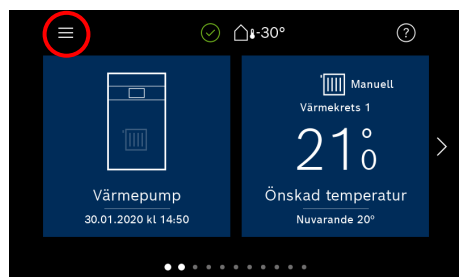 -30°
?
Värmepump
30.01.2020 kl 14:50
Manuell
Värmekrets 1
21°0
Önskad temperatur
Nuvarande 20°